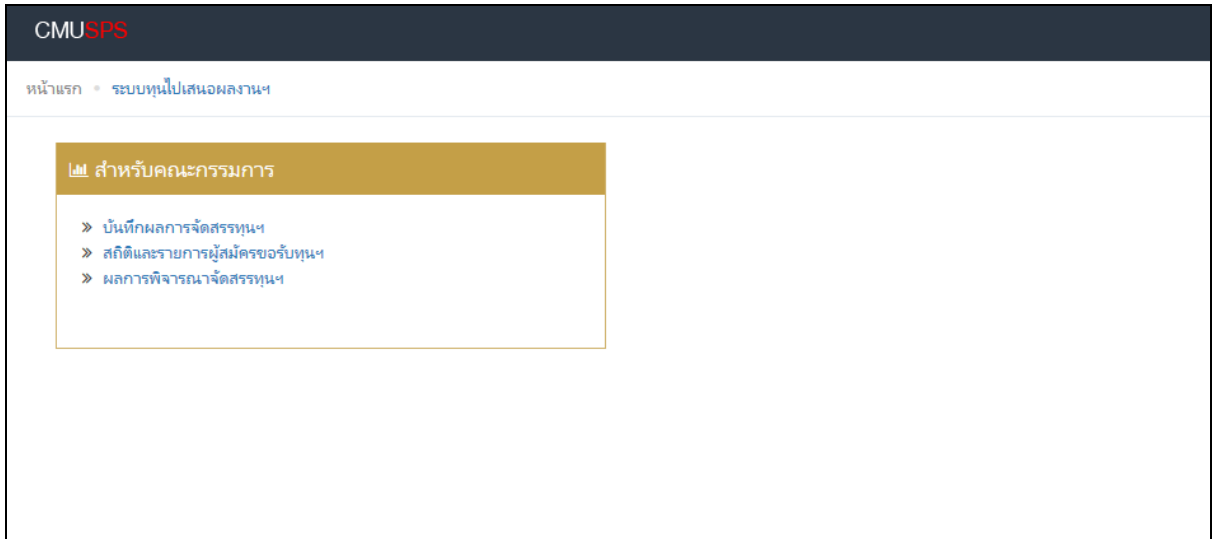 CMUSPS
หน้าแรก ระบบทุนไปเสนอผลงานฯ
สำหรับคณะกรรมการ
บันทึกผลการจัดสรรทุนฯ
สถิติและรายการผู้สมัครขอรับทุนฯ
ผลการพิจารณาจัดสรรทุนฯ